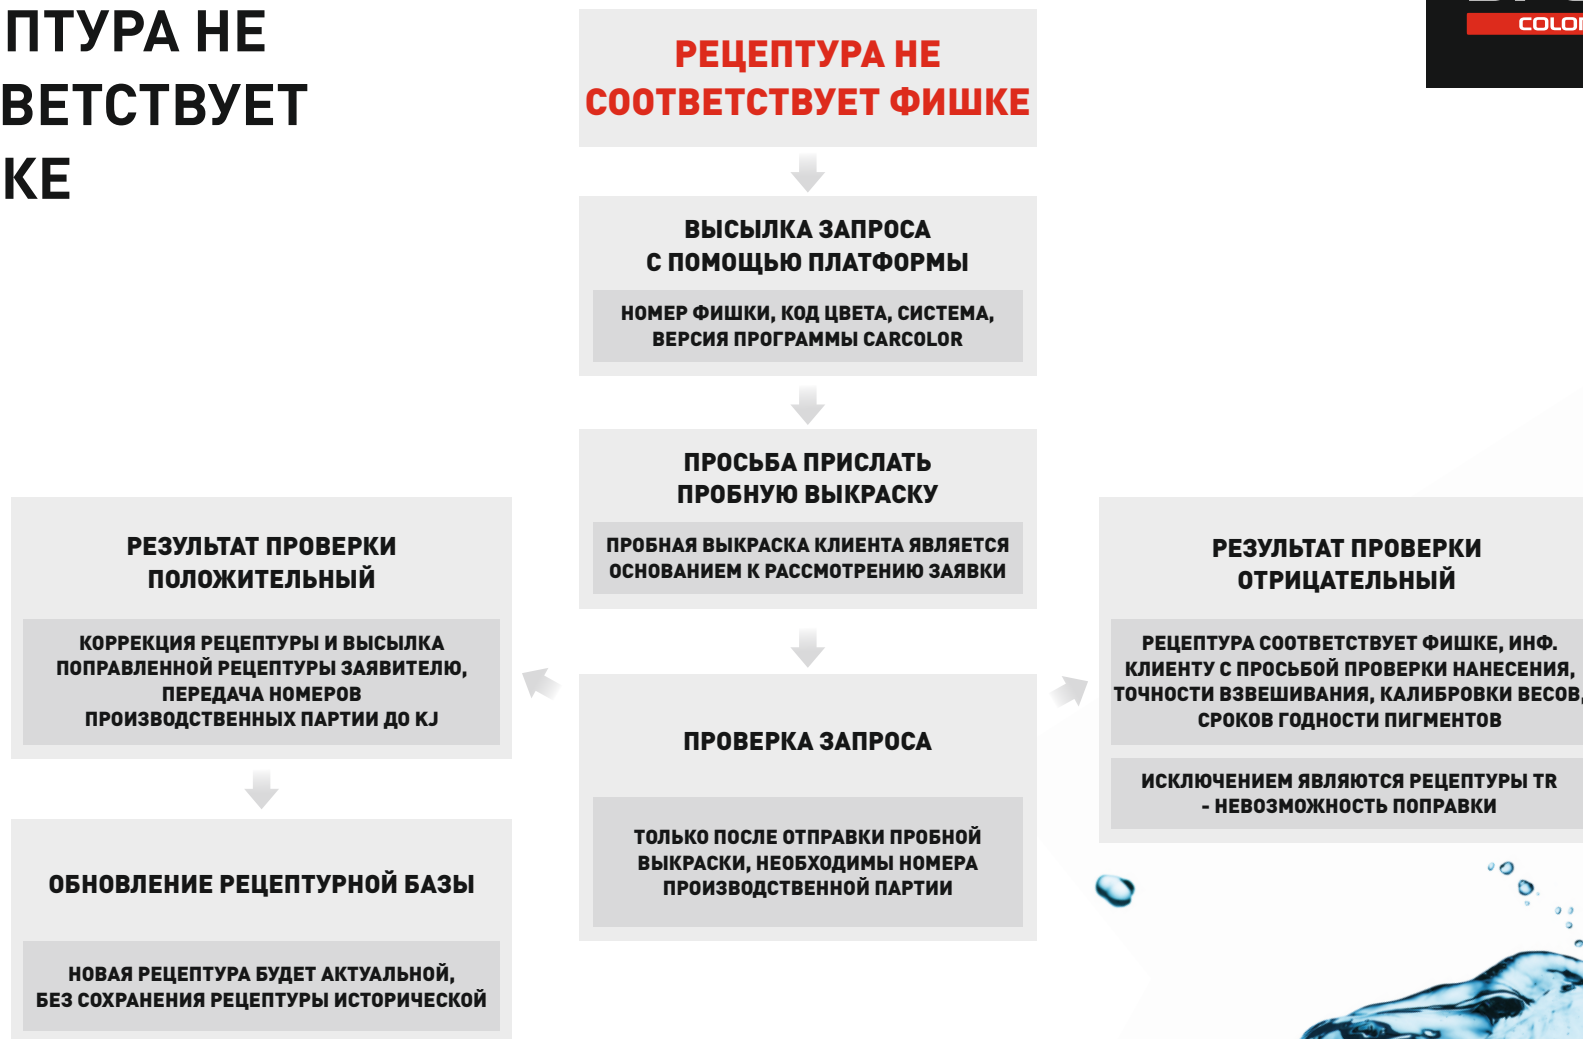 ПТУРА НЕ
ВЕТСТВУЕТ
КЕ
COLOR
РЕЦЕПТУРА НЕ
СООТВЕТСТВУЕТ ФИШКЕ
ВЫСЫЛКА ЗАПРОСА
С ПОМОЩЬЮ ПЛАТФОРМЫ
НОМЕР ФИШКИ, КОД ЦВЕТА, СИСТЕМА,
ВЕРСИЯ ПРОГРАММЫ CARCOLOR
ПРОСЬБА ПРИСЛАТЬ
ПРОБНУЮ ВЫКРАСКУ
ПРОБНАЯ ВЫКРАСКА КЛИЕНТА ЯВЛЯЕТСЯ
ОСНОВАНИЕМ К РАССМОТРЕНИЮ ЗАЯВКИ
ПРОВЕРКА ЗАПРОСА
ТОЛЬКО ПОСЛЕ ОТПРАВКИ ПРОБНОЙ
ВЫКРАСКИ, НЕОБХОДИМЫ НОМЕРА
ПРОИЗВОДСТВЕННОЙ ПАРТИИ
РЕЗУЛЬТАТ ПРОВЕРКИ
ПОЛОЖИТЕЛЬНЫЙ
КОРРЕКЦИЯ РЕЦЕПТУРЫ И ВЫСЫЛКА
ПОПРАВЛЕННОЙ РЕЦЕПТУРЫ ЗАЯВИТЕЛЮ,
ПЕРЕДАЧА НОМЕРОВ
ПРОИЗВОДСТВЕННЫХ ПАРТИИ ДО KJ
ОБНОВЛЕНИЕ РЕЦЕПТУРНОЙ БАЗЫ
НОВАЯ РЕЦЕПТУРА БУДЕТ АКТУАЛЬНОЙ,
БЕЗ СОХРАНЕНИЯ РЕЦЕПТУРЫ ИСТОРИЧЕСКОЙ
РЕЗУЛЬТАТ ПРОВЕРКИ
ОТРИЦАТЕЛЬНЫЙ
РЕЦЕПТУРА СООТВЕТСТВУЕТ ФИШКЕ, ИНФ.
КЛИЕНТУ С ПРОСЬБОЙ ПРОВЕРКИ НАНЕСЕНИЯ,
ТОЧНОСТИ ВЗВЕШИВАНИЯ, КАЛИБРОВКИ ВЕСОВ,
СРОКОВ ГОДНОСТИ ПИГМЕНТОВ
ИСКЛЮЧЕНИЕМ ЯВЛЯЮТСЯ РЕЦЕПТУРЫ TR
- НЕВОЗМОЖНОСТЬ ПОПРАВКИ